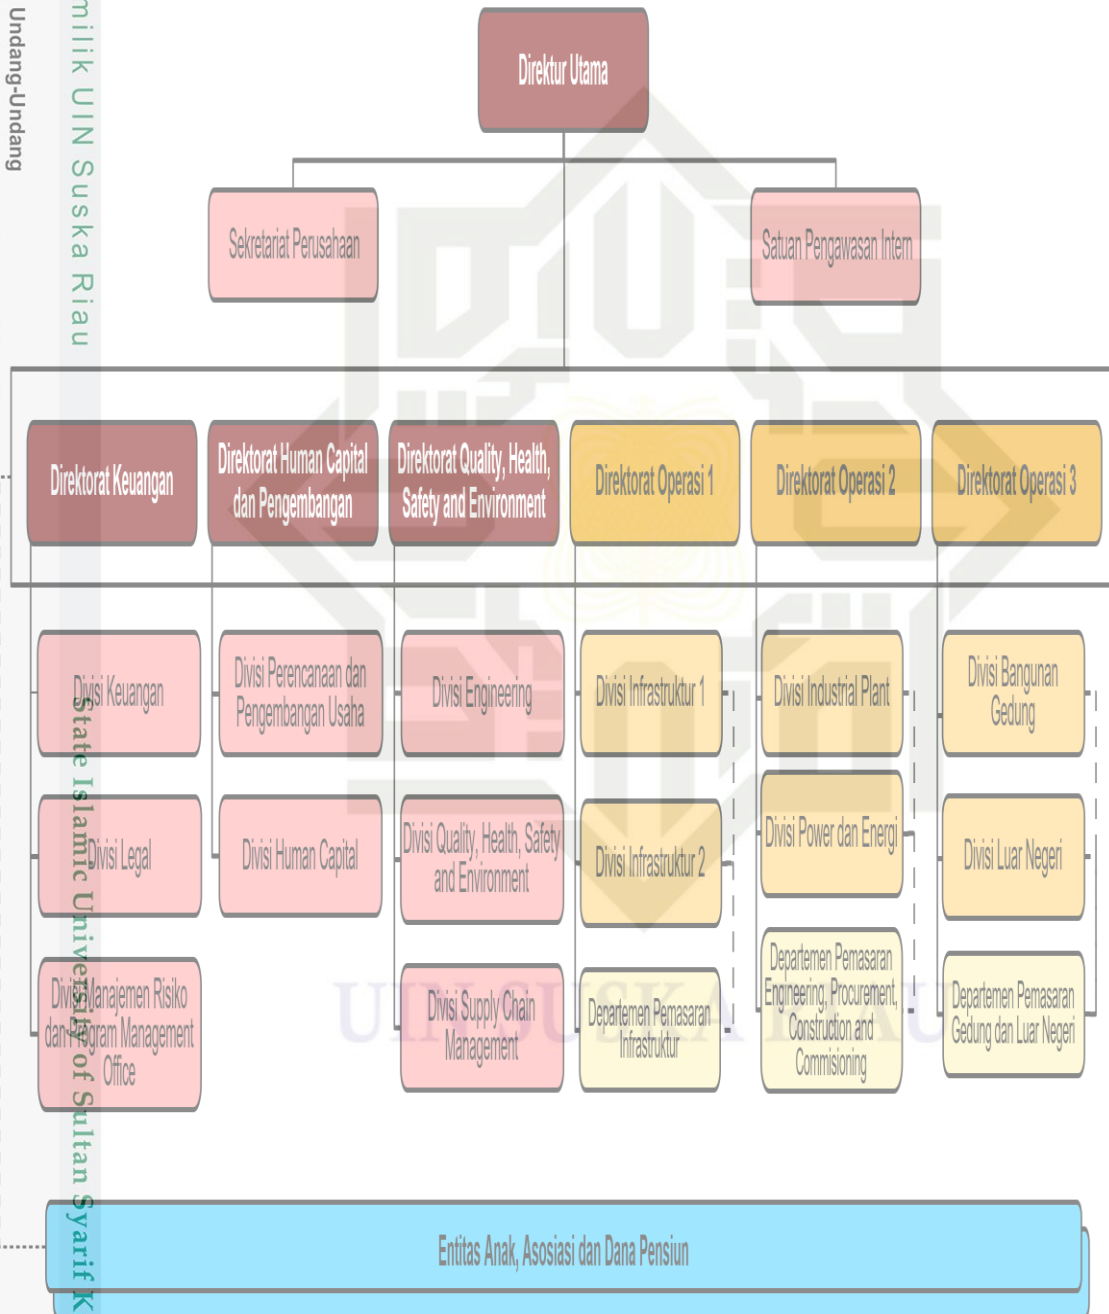 Undang-Undang
milik UIN Suska Riau
Direktur Utama
Sekretariat Perusahaan
Satuan Pengawasan Intern
Direktorat Keuangan
Direktorat Human Capital
dan Pengembangan
Direktorat Quality, Health,
Safety and Environment
Direktorat Operasi 1
Direktorat Operasi 2
Direktorat Operasi 3
Divisi Keuangan
Divisi Perencanaan dan
Pengembangan Usaha
Divisi Engineering
Divisi Infrastruktur 1
Divisi Industrial Plant
Divisi Bangunan
Gedung
Divisi Legal
Divisi Human Capital
Divisi Quality, Health, Safety
and Environment
Divisi Infrastruktur 2
Divisi Power dan Energi
Divisi Luar Negeri
Divisi Manajemen Risiko
dan Program Management
Office
Divisi Supply Chain
Management
Departemen Pemasaran
Infrastruktur
Departemen Pemasaran
Engineering, Procurement,
Construction and
Commisioning
Departemen Pemasaran
Gedung dan Luar Negeri
UIN SUSKA RIAU
State Islamic University of Sultan Syarif K
Entitas Anak, Asosiasi dan Dana Pensiun